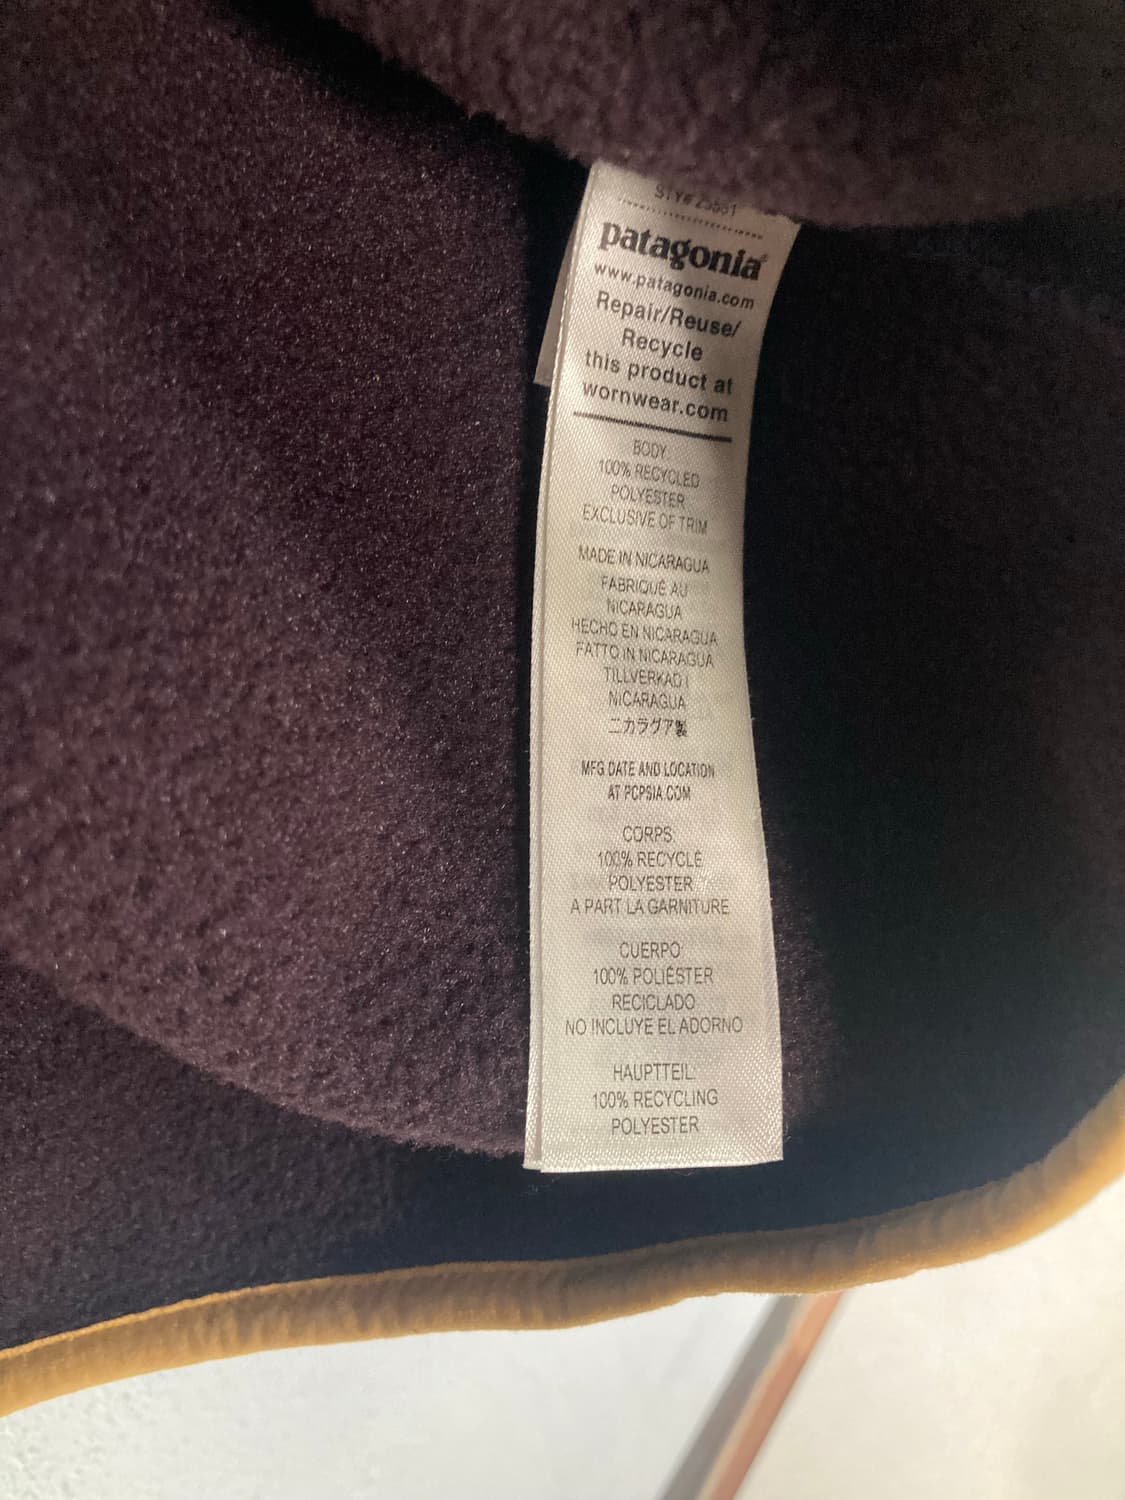 patagonia®
www.patagonia.com
Repair/Reuse/
Recycle
this product at
wornwear.com
BODY
100% RECYCLED
POLYESTER
EXCLUSIVE OF TRIM
MADE IN NICARAGUA
FABRIQUÉ AU
NICARAGUA
HECHO EN NICARAGUA
FATTO IN NICARAGUA
TILLVERKAD I
NICARAGUA
ニカラグア製
MFG DATE AND LOCATION
AT PCPSIA.COM
CORPS
100% RECYCLÉ
POLYESTER
A PART LA GARNITURE
CUERPO
100% POLIÉSTER
RECICLADO
NO INCLUYE EL ADORNO
HAUPTTEIL
100% RECYCLING
POLYESTER